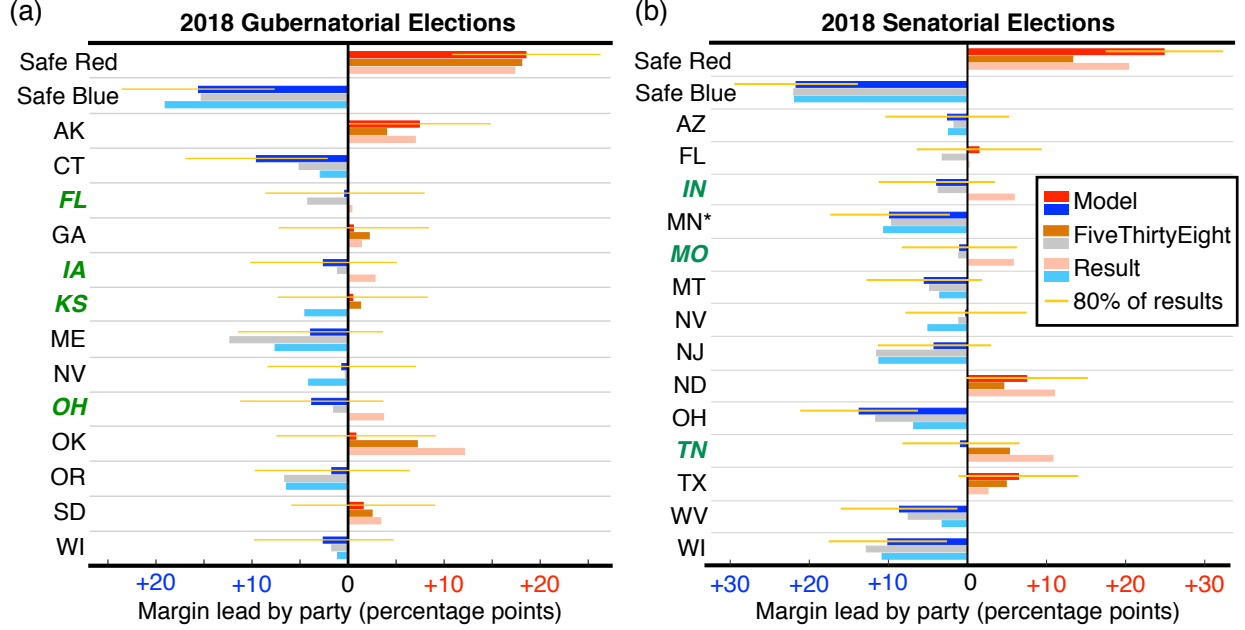 (a)
2018 Gubernatorial Elections
Safe Red
Safe Blue
AK
CT
FL
GA
IA
KS
ME
NV
OH
OK
OR
SD
WI
+20
+10
0
+10
+20
Margin lead by party (percentage points)
(b)
2018 Senatorial Elections
Safe Red
Safe Blue
AZ
FL
IN
MN*
MO
MT
NV
NJ
ND
OH
TN
TX
WV
WI
Model
FiveThirtyEight
Result
80% of results
+30
+20
+10
0
+10
+20
+30
Margin lead by party (percentage points)